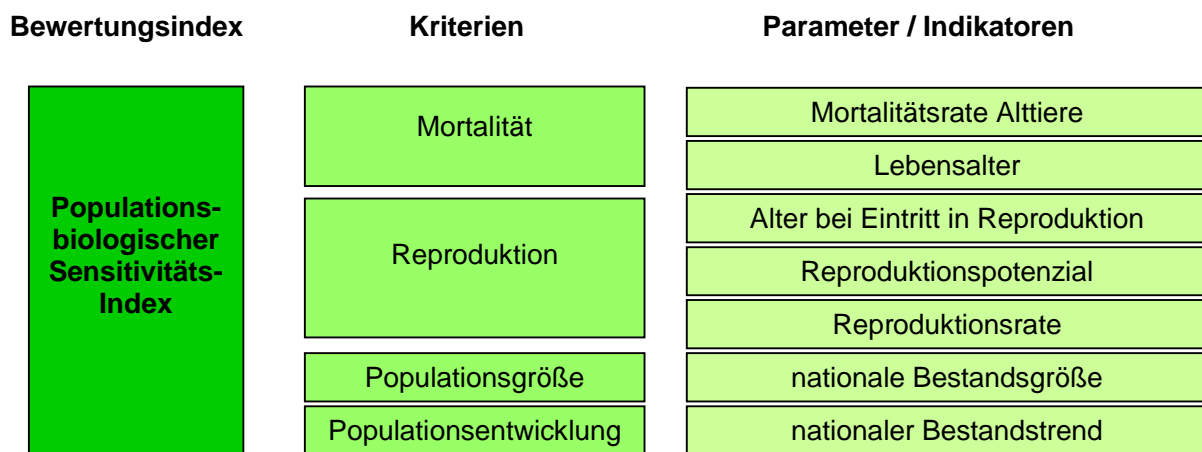 Bewertungsindex Kriterien Parameter / Indikatoren
Populations-
biologischer
Sensitivitäts-
Index
Mortalität
Reproduktion
Populationsgröße
Populationsentwicklung
Mortalitätsrate Alttiere
Lebensalter
Alter bei Eintritt in Reproduktion
Reproduktionspotenzial
Reproduktionsrate
nationale Bestandsgröße
nationaler Bestandstrend